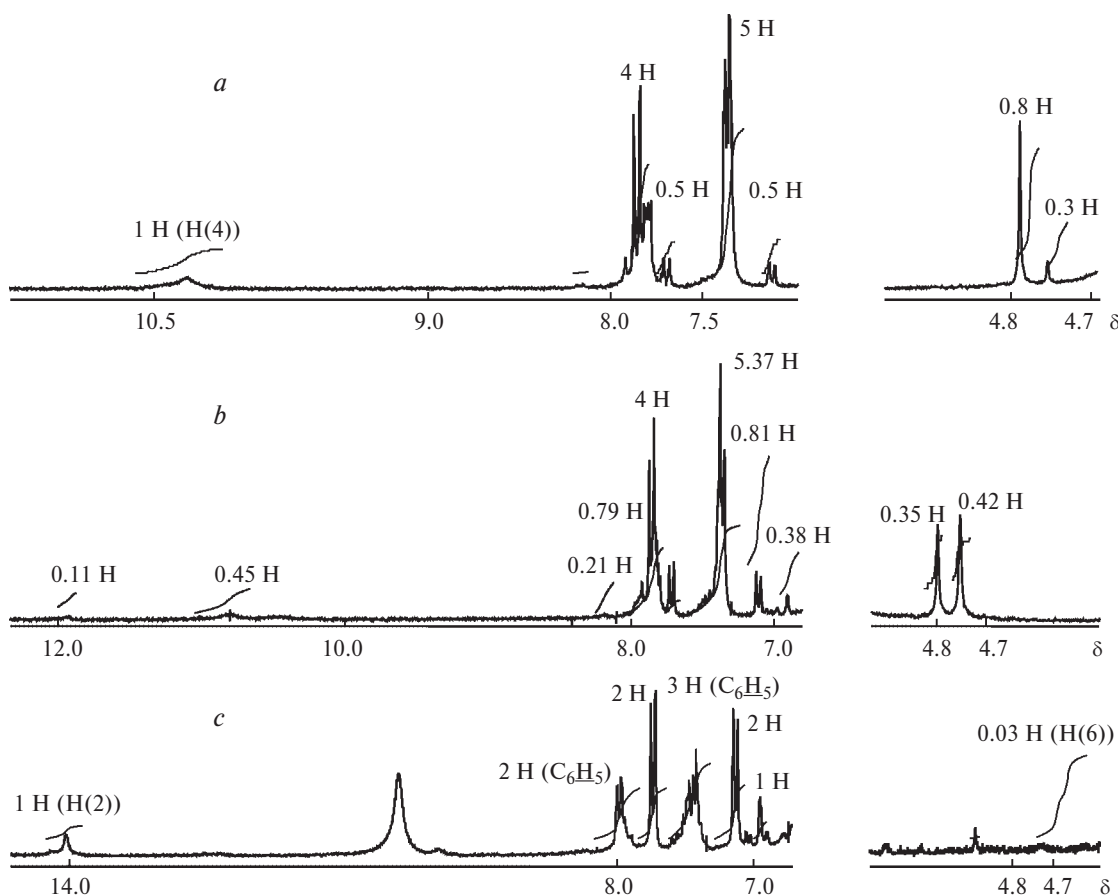 a
5 H
4 H
0.5 H
0.5 H
1 H (H(4))
0.8 H
0.3 H
10.5 9.0 8.0 7.5 4.8 4.7 δ
b
5.37 H
4 H
0.81 H
0.79 H
0.38 H
0.21 H
0.11 H
0.45 H
0.35 H
0.42 H
12.0 10.0 8.0 7.0 δ 4.8 4.7 δ
c
2 H
3 H (C6H5)
2 H
2 H (C6H5)
1 H
1 H (H(2))
0.03 H (H(6))
14.0 8.0 7.0 δ 4.8 4.7 δ